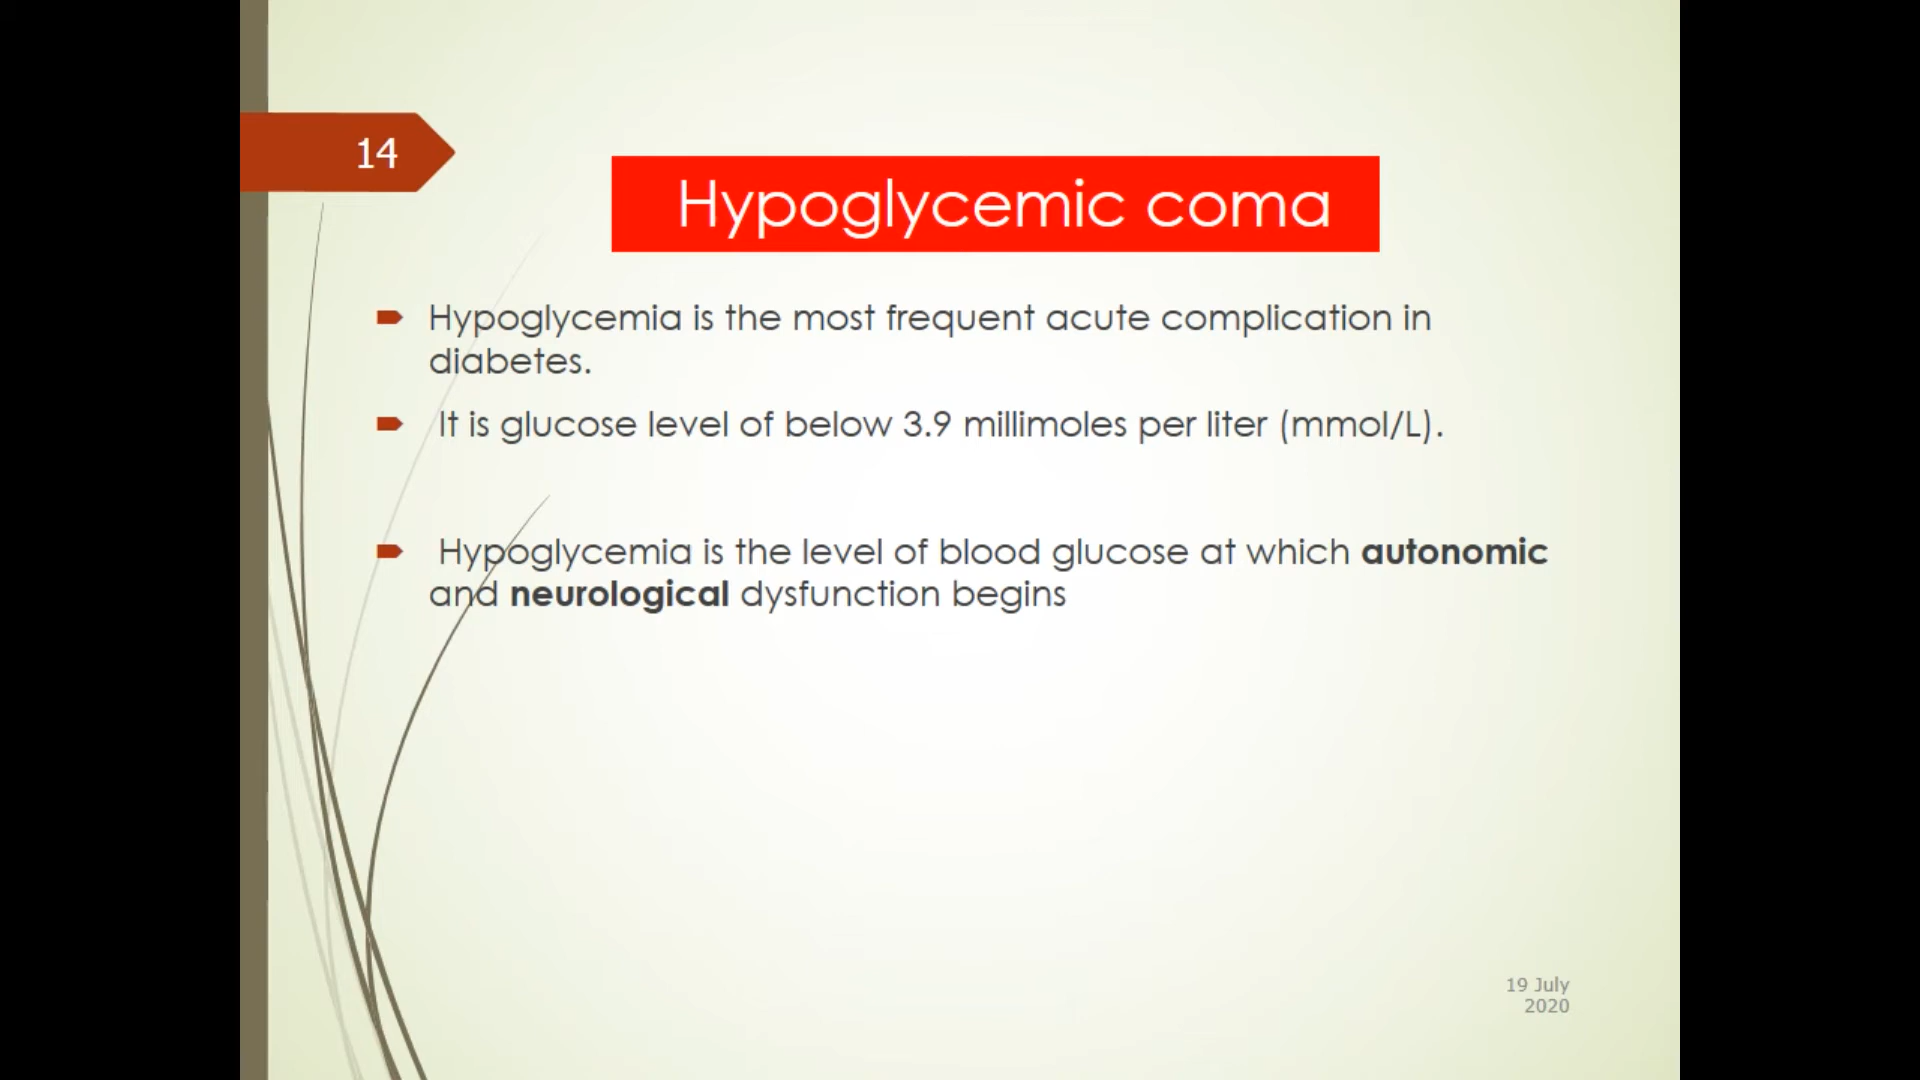 14
Hypoglycemic coma
Hypoglycemia is the most frequent acute complication in
diabetes.
It is glucose level of below 3.9 millimoles per liter (mmol/L).
Hypoglycemia is the level of blood glucose at which autonomic
and neurological dysfunction begins
19 July
2020